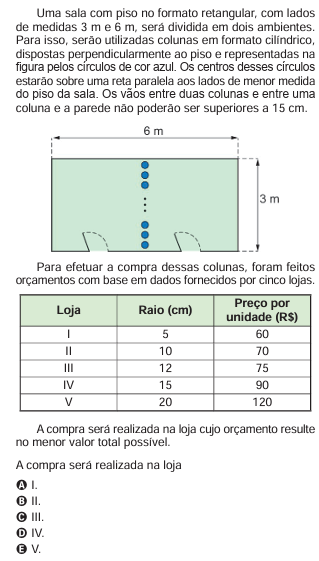 Uma sala com piso no formato retangular, com lados
de medidas 3 m e 6 m, será dividida em dois ambientes.
Para isso, serão utilizadas colunas em formato cilíndrico,
dispostas perpendicularmente ao piso e representadas na
figura pelos círculos de cor azul. Os centros desses círculos
estarão sobre uma reta paralela aos lados de menor medida
do piso da sala. Os vãos entre duas colunas e entre uma
coluna e a parede não poderão ser superiores a 15 cm.
6 m
3 m
Para efetuar a compra dessas colunas, foram feitos
orçamentos com base em dados fornecidos por cinco lojas.
Loja Raio (cm) Preço por unidade (R$)
I 5 60
II 10 70
III 12 75
IV 15 90
V 20 120
A compra será realizada na loja cujo orçamento resulte
no menor valor total possível.
A compra será realizada na loja
A I.
B II.
C III.
D IV.
E V.